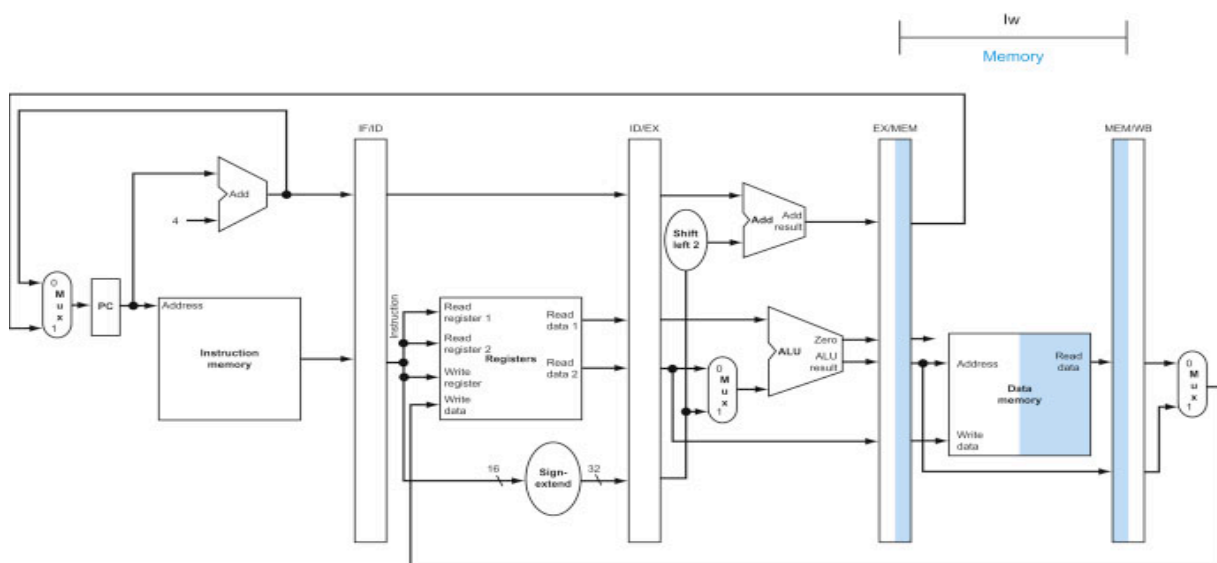 lw
Memory
IF/ID
ID/EX
EX/MEM
MEM/WB
Add
4
Shift
left 2
Add
Add
result
0
M
u
x
1
PC
Address
Instruction
memory
Instruction
Read
register 1
Read
register 2
Write
register
Write
data
Registers
Read
data 1
Read
data 2
16
Sign-
extend
32
0
M
u
x
1
ALU
Zero
ALU
result
Address
Write
data
Data
memory
Read
data
0
M
u
x
1